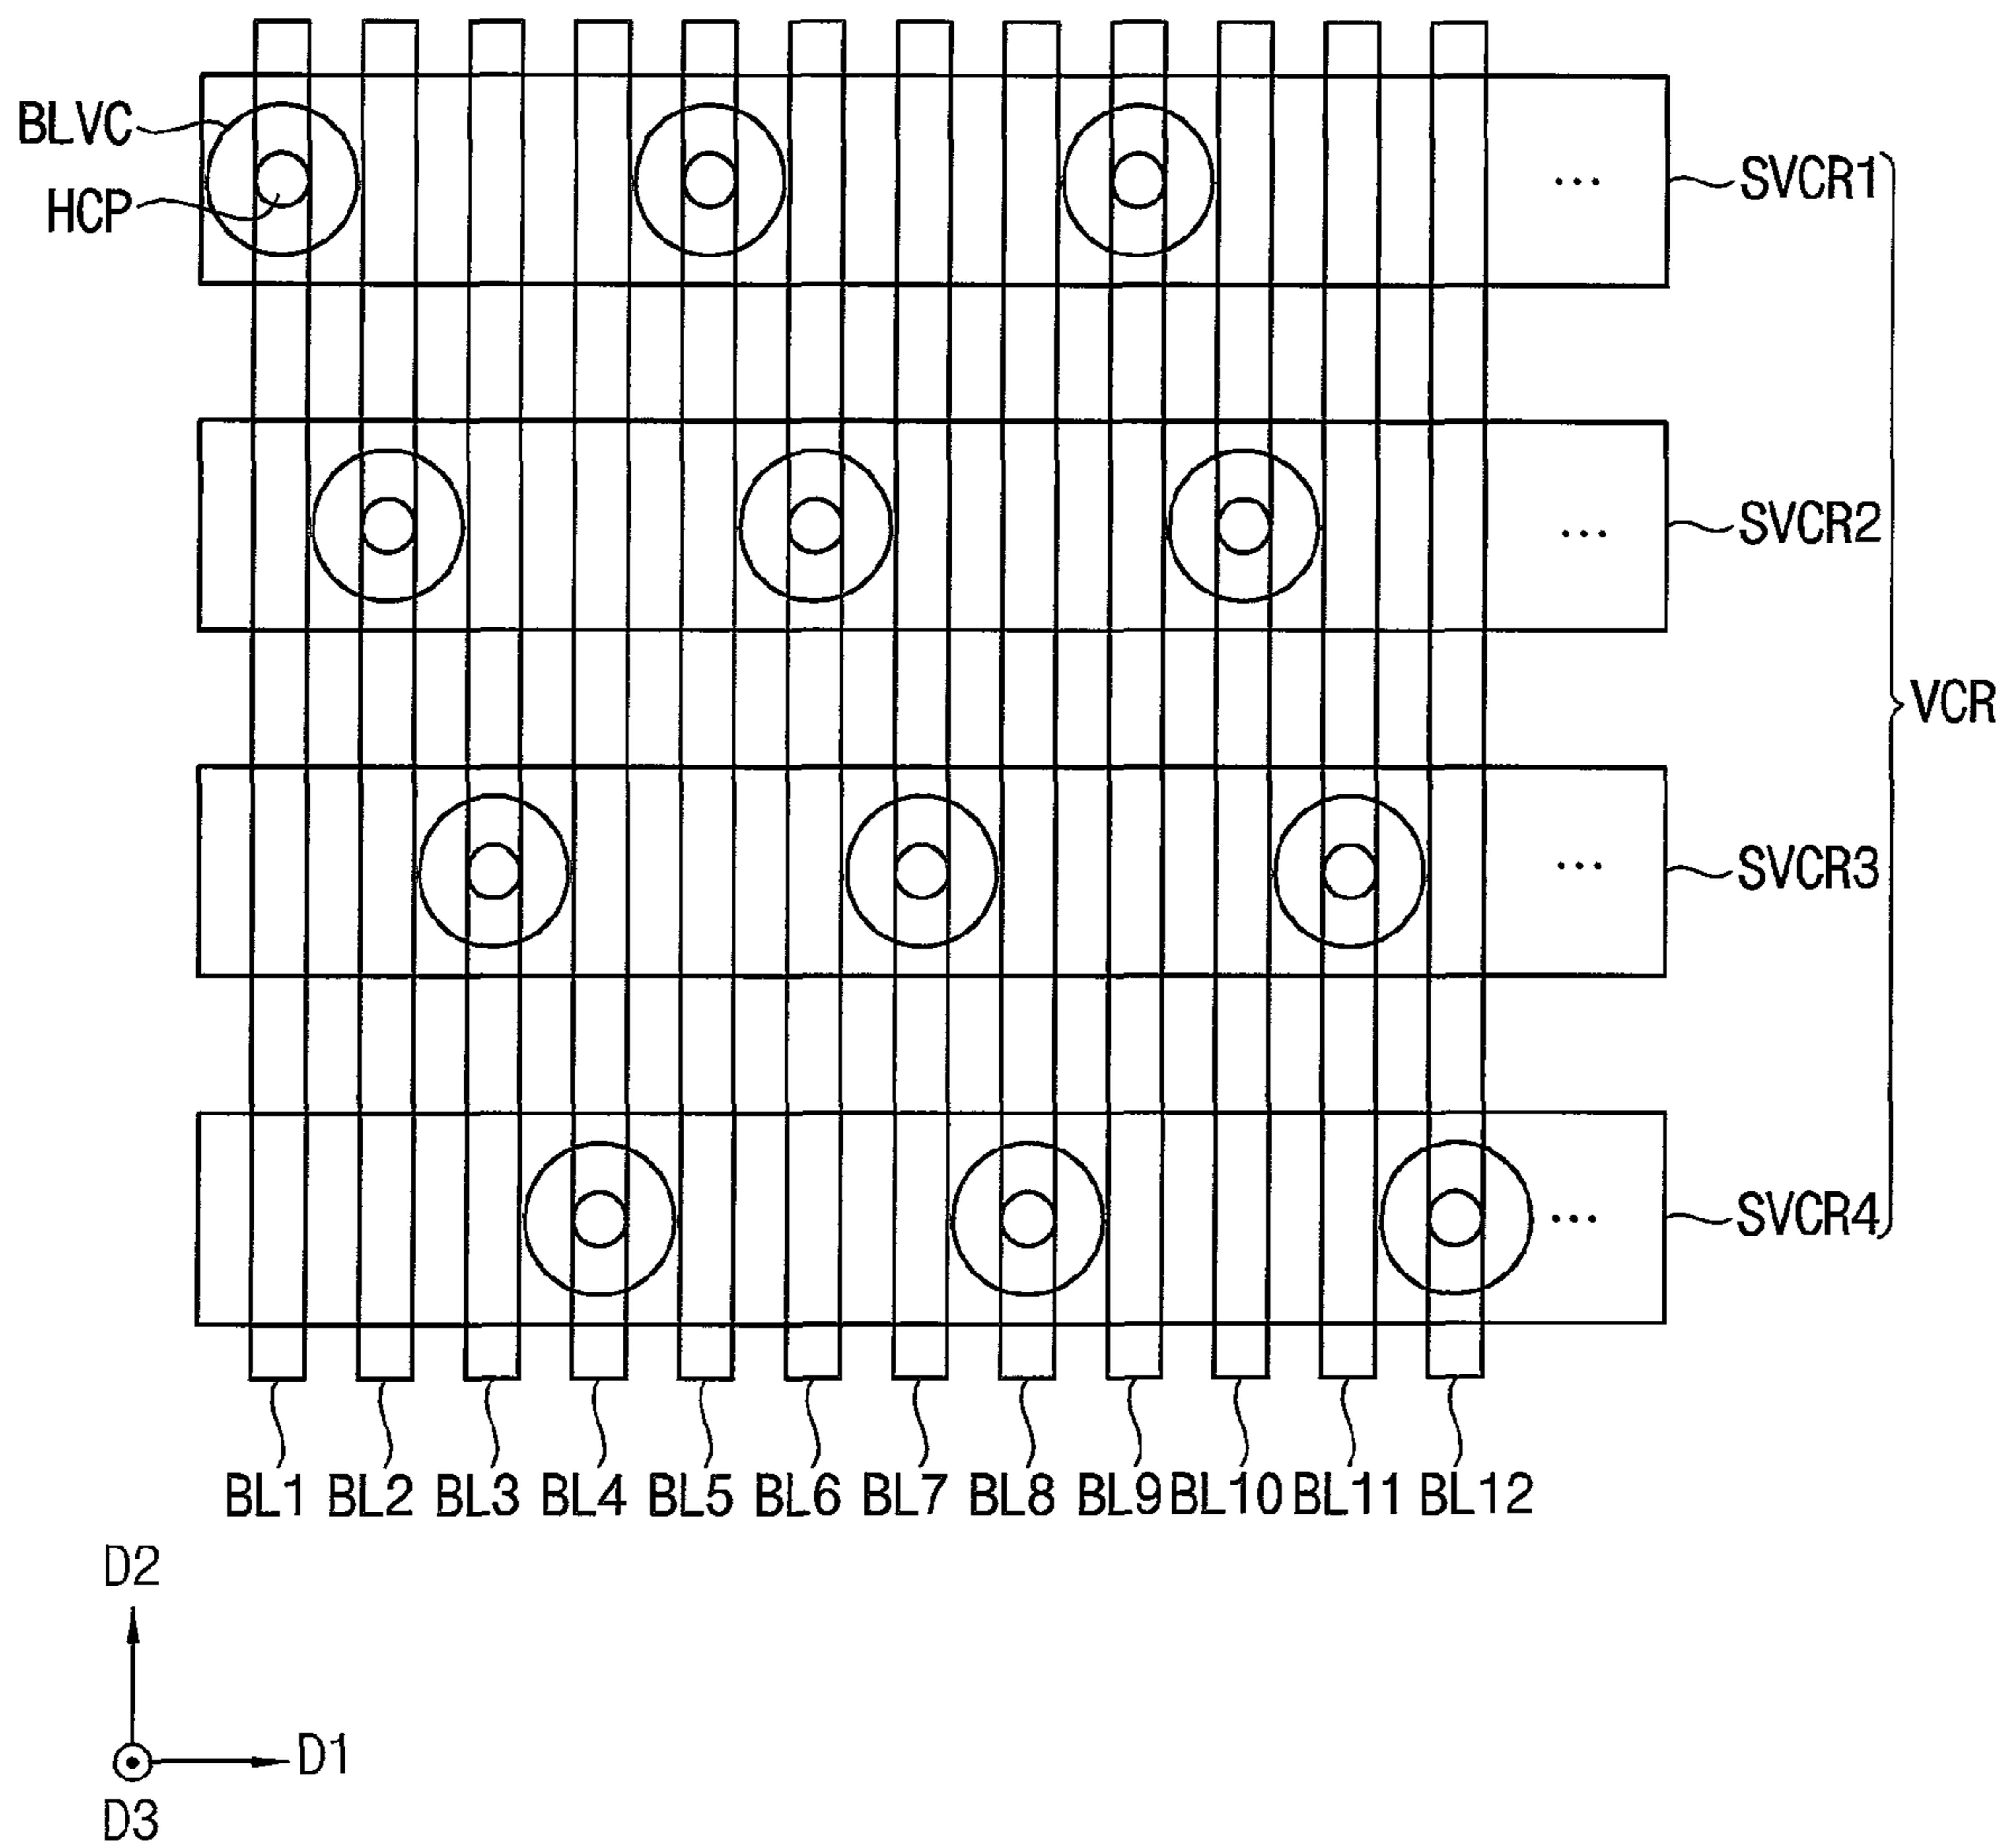 BLVC
HCP
... SVCR1
... SVCR2
VCR
... SVCR3
... SVCR4
BL1 BL2 BL3 BL4 BL5 BL6 BL7 BL8 BL9 BL10 BL11 BL12
D2
D1
D3